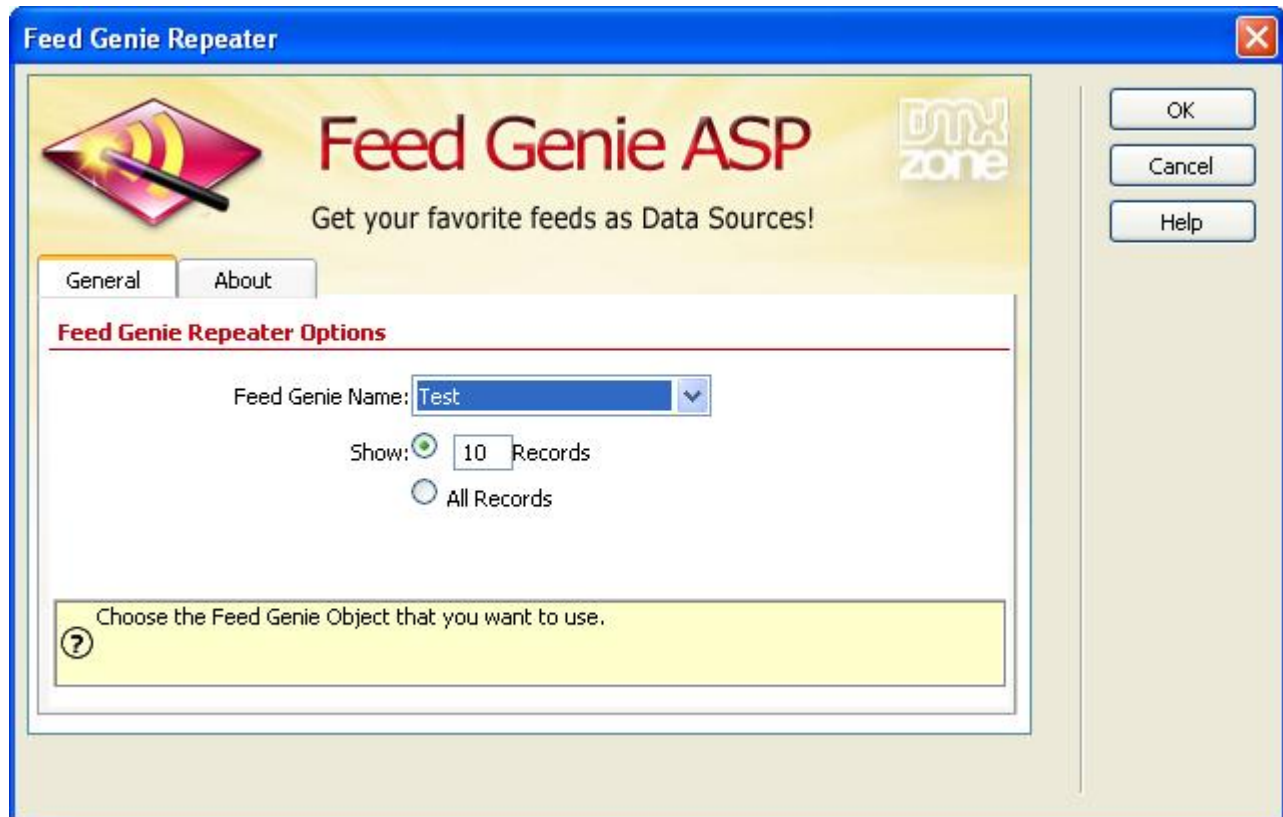 Feed Genie Repeater
Feed Genie ASP
DMX
zone
Get your favorite feeds as Data Sources!
OK
Cancel
Help
General About
Feed Genie Repeater Options
Feed Genie Name: Test
Show: 10 Records
All Records
Choose the Feed Genie Object that you want to use.
?